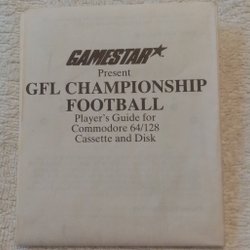 GAMESTAR
Present
GFL CHAMPIONSHIP
FOOTBALL
Player's Guide for
Commodore 64/128
Cassette and Disk